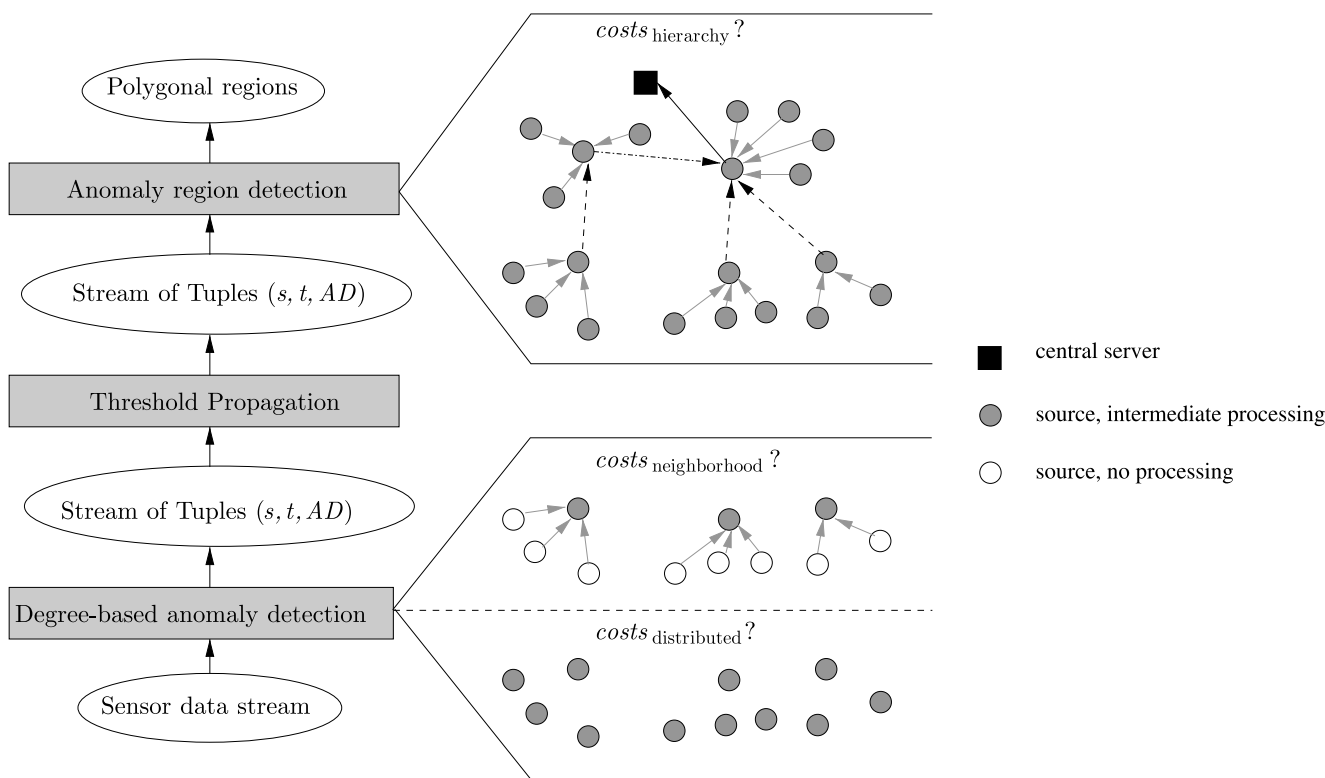 costs hierarchy ?
Polygonal regions
Anomaly region detection
Stream of Tuples (s, t, AD)
central server
Threshold Propagation
source, intermediate processing
costs neighborhood ?
source, no processing
Stream of Tuples (s, t, AD)
Degree-based anomaly detection
costs distributed ?
Sensor data stream